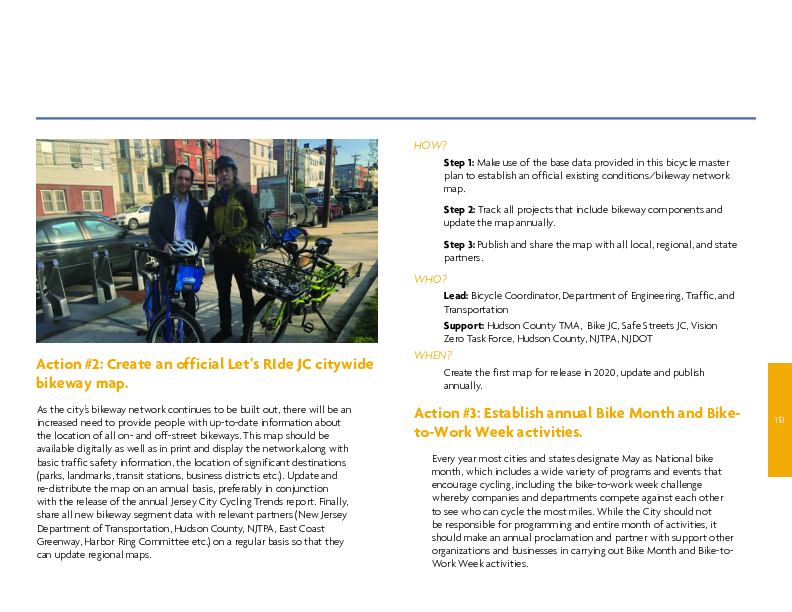 Action #2: Create an official Let's RIde JC citywide
bikeway map.
As the city's bikeway network continues to be built out, there will be an
increased need to provide people with up-to-date information about
the location of all on- and off-street bikeways. This map should be
available digitally as well as in print and display the network,along with
basic traffic safety information, the location of significant destinations
(parks, landmarks, transit stations, business districts etc.). Update and
re-distribute the map on an annual basis, preferably in conjunction
with the release of the annual Jersey City Cycling Trends report. Finally,
share all new bikeway segment data with relevant partners (New Jersey
Department of Transportation, Hudson County, NJTPA, East Coast
Greenway, Harbor Ring Committee etc.) on a regular basis so that they
can update regional maps.
HOW?
Step 1: Make use of the base data provided in this bicycle master
plan to establish an official existing conditions/bikeway network
map.
Step 2: Track all projects that include bikeway components and
update the map annually.
Step 3: Publish and share the map with all local, regional, and state
partners.
WHO?
Lead: Bicycle Coordinator, Department of Engineering, Traffic, and
Transportation
Support: Hudson County TMA, Bike JC, Safe Streets JC, Vision
Zero Task Force, Hudson County, NJTPA, NJDOT
WHEN?
Create the first map for release in 2020, update and publish
annually.
Action #3: Establish annual Bike Month and Bike-
to-Work Week activities.
Every year most cities and states designate May as National bike
month, which includes a wide variety of programs and events that
encourage cycling, including the bike-to-work week challenge
whereby companies and departments compete against each other
to see who can cycle the most miles. While the City should not
be responsible for programming and entire month of activities, it
should make an annual proclamation and partner with support other
organizations and businesses in carrying out Bike Month and Bike-to-
Work Week activities.
151